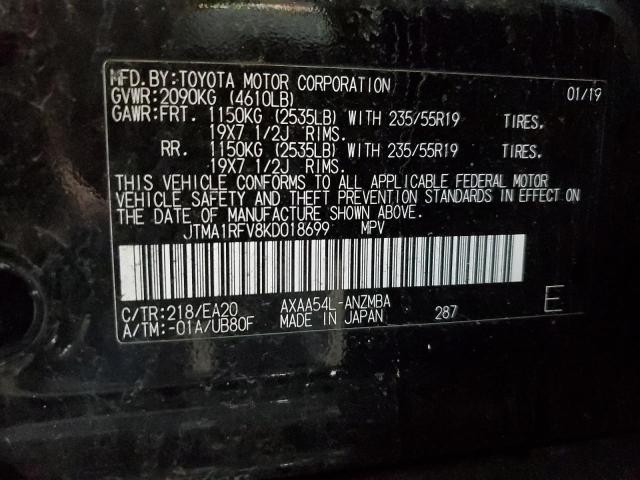 MFD.BY:TOYOTA MOTOR CORPORATION 01/19
GVWR:2090KG (4610LB)
GAWR:FRT. 1150KG (2535LB) WITH 235/55R19 TIRES.
19X7 1/2J RIMS.
RR. 1150KG (2535LB) WITH 235/55R19 TIRES.
19X7 1/2J RIMS.
THIS VEHICLE CONFORMS TO ALL APPLICABLE FEDERAL MOTOR
VEHICLE SAFETY AND THEFT PREVENTION STANDARDS IN EFFECT ON
THE DATE OF MANUFACTURE SHOWN ABOVE.
JTMA1RFV8KD018699 MPV
C/TR:218/EA20 AXAA54L-ANZMBA E
A/TM:-01A/UB80F MADE IN JAPAN 287